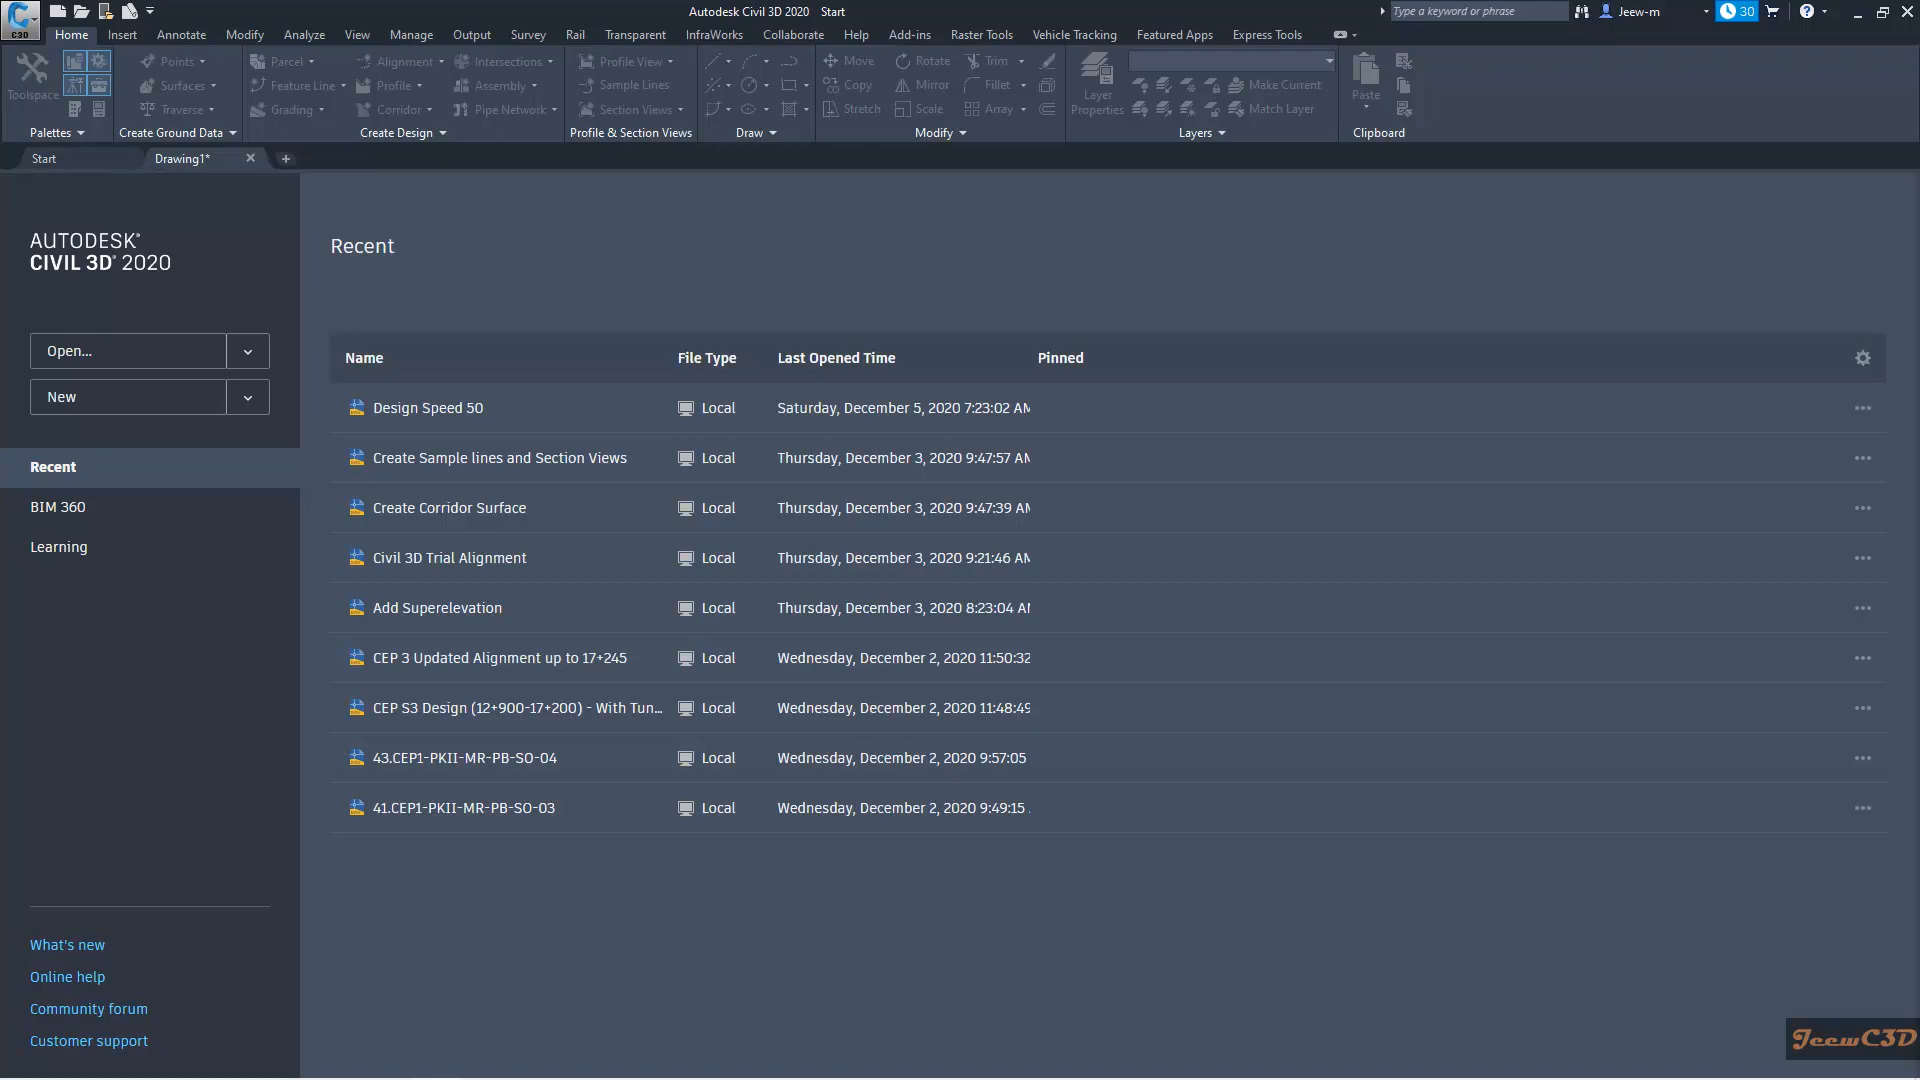 Autodesk Civil 3D 2020 Start
Type a keyword or phrase
Jeew-m
30
C3D
Home Insert Annotate Modify Analyze View Manage Output Survey Rail Transparent InfraWorks Collaborate Help Add-ins Raster Tools Vehicle Tracking Featured Apps Express Tools
Points Parcel Alignment Intersections Profile View Move Rotate Trim
Toolspace Surfaces Feature Line Profile Assembly Sample Lines Copy Mirror Fillet Layer Properties Make Current Paste
Traverse Grading Corridor Pipe Network Section Views Stretch Scale Array Match Layer
Palettes Create Ground Data Create Design Profile & Section Views Draw Modify Layers Clipboard
Start Drawing1*
AUTODESK®
CIVIL 3D® 2020
Open...
New
Recent
BIM 360
Learning
What's new
Online help
Community forum
Customer support
Recent
Name File Type Last Opened Time Pinned
Design Speed 50 Local Saturday, December 5, 2020 7:23:02 AM
Create Sample lines and Section Views Local Thursday, December 3, 2020 9:47:57 AM
Create Corridor Surface Local Thursday, December 3, 2020 9:47:39 AM
Civil 3D Trial Alignment Local Thursday, December 3, 2020 9:21:46 AM
Add Superelevation Local Thursday, December 3, 2020 8:23:04 AM
CEP 3 Updated Alignment up to 17+245 Local Wednesday, December 2, 2020 11:50:32
CEP S3 Design (12+900-17+200) - With Tun... Local Wednesday, December 2, 2020 11:48:49
43.CEP1-PKII-MR-PB-SO-04 Local Wednesday, December 2, 2020 9:57:05
41.CEP1-PKII-MR-PB-SO-03 Local Wednesday, December 2, 2020 9:49:15
JeewC3D